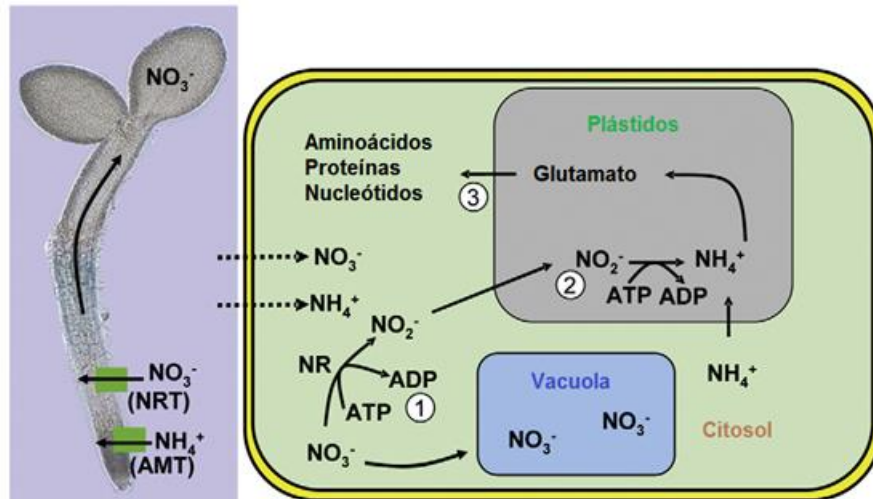 NO₃⁻
NO₃⁻
(NRT)
NH₄⁺
(AMT)
Aminoácidos
Proteínas
Nucleótidos
3
Plástidos
Glutamato
NO₃⁻
NH₄⁺
NO₂⁻
NH₄⁺
2
ATP ADP
NO₂⁻
NR
ADP
ATP
1
NO₃⁻
Vacuola
NO₃⁻
NO₃⁻
NH₄⁺
Citosol